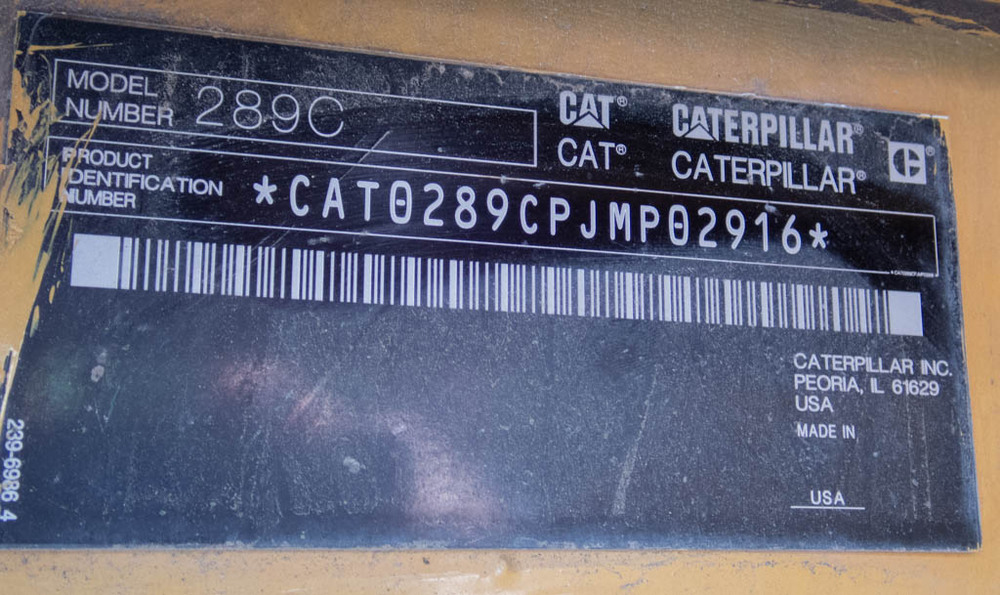 MODEL
NUMBER 289C
CAT® CATERPILLAR®
CAT® CATERPILLAR®
PRODUCT
IDENTIFICATION
NUMBER
*CAT0289CPJMP02916*
CATERPILLAR INC.
PEORIA, IL 61629
USA
MADE IN
USA
239-6986 4